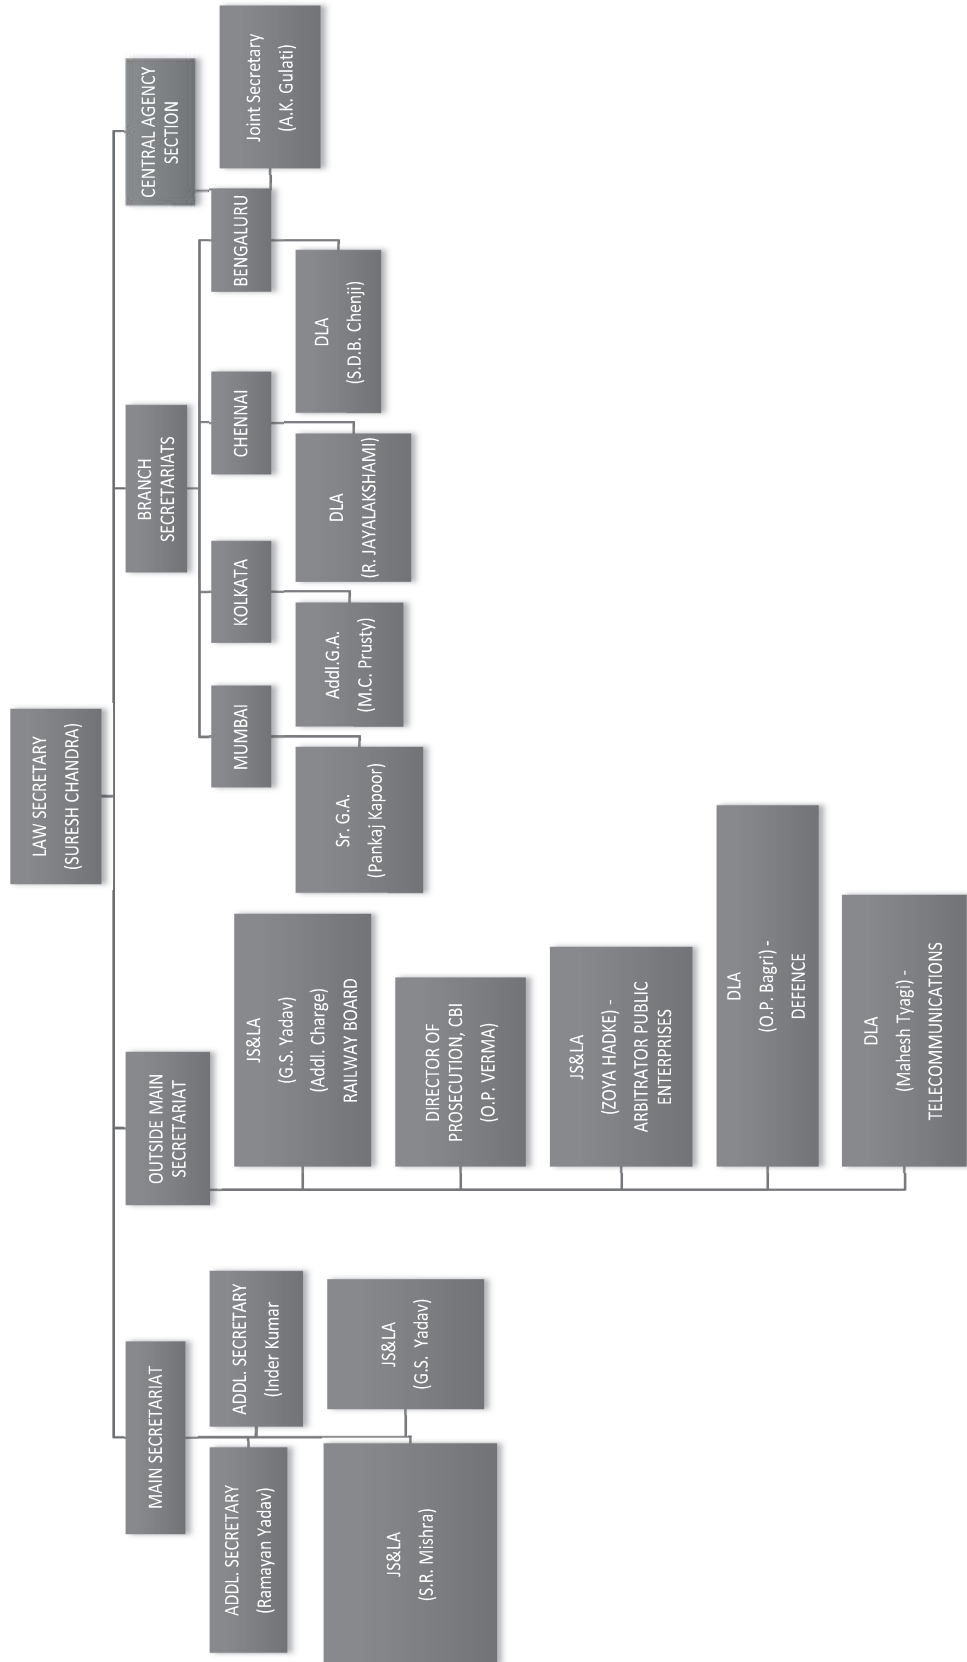 LAW SECRETARY
(SURESH CHANDRA)
MAIN SECRETARIAT
ADDL. SECRETARY
(Ramayan Yadav)
ADDL. SECRETARY
(Inder Kumar
JS&LA
(S.R. Mishra)
JS&LA
(G.S. Yadav)
OUTSIDE MAIN
SECRETARIAT
JS&LA
(G.S. Yadav)
(Addl. Charge)
RAILWAY BOARD
DIRECTOR OF
PROSECUTION, CBI
(O.P. VERMA)
JS&LA
(ZOYA HADKE) -
ARBITRATOR PUBLIC
ENTERPRISES
DLA
(O.P. Bagri) -
DEFENCE
DLA
(Mahesh Tyagi) -
TELECOMMUNICATIONS
BRANCH
SECRETARIATS
MUMBAI
Sr. G.A.
(Pankaj Kapoor)
KOLKATA
Addl.G.A.
(M.C. Prusty)
CHENNAI
DLA
(R. JAYALAKSHAMI)
BENGALURU
DLA
(S.D.B. Chenji)
CENTRAL AGENCY
SECTION
Joint Secretary
(A.K. Gulati)